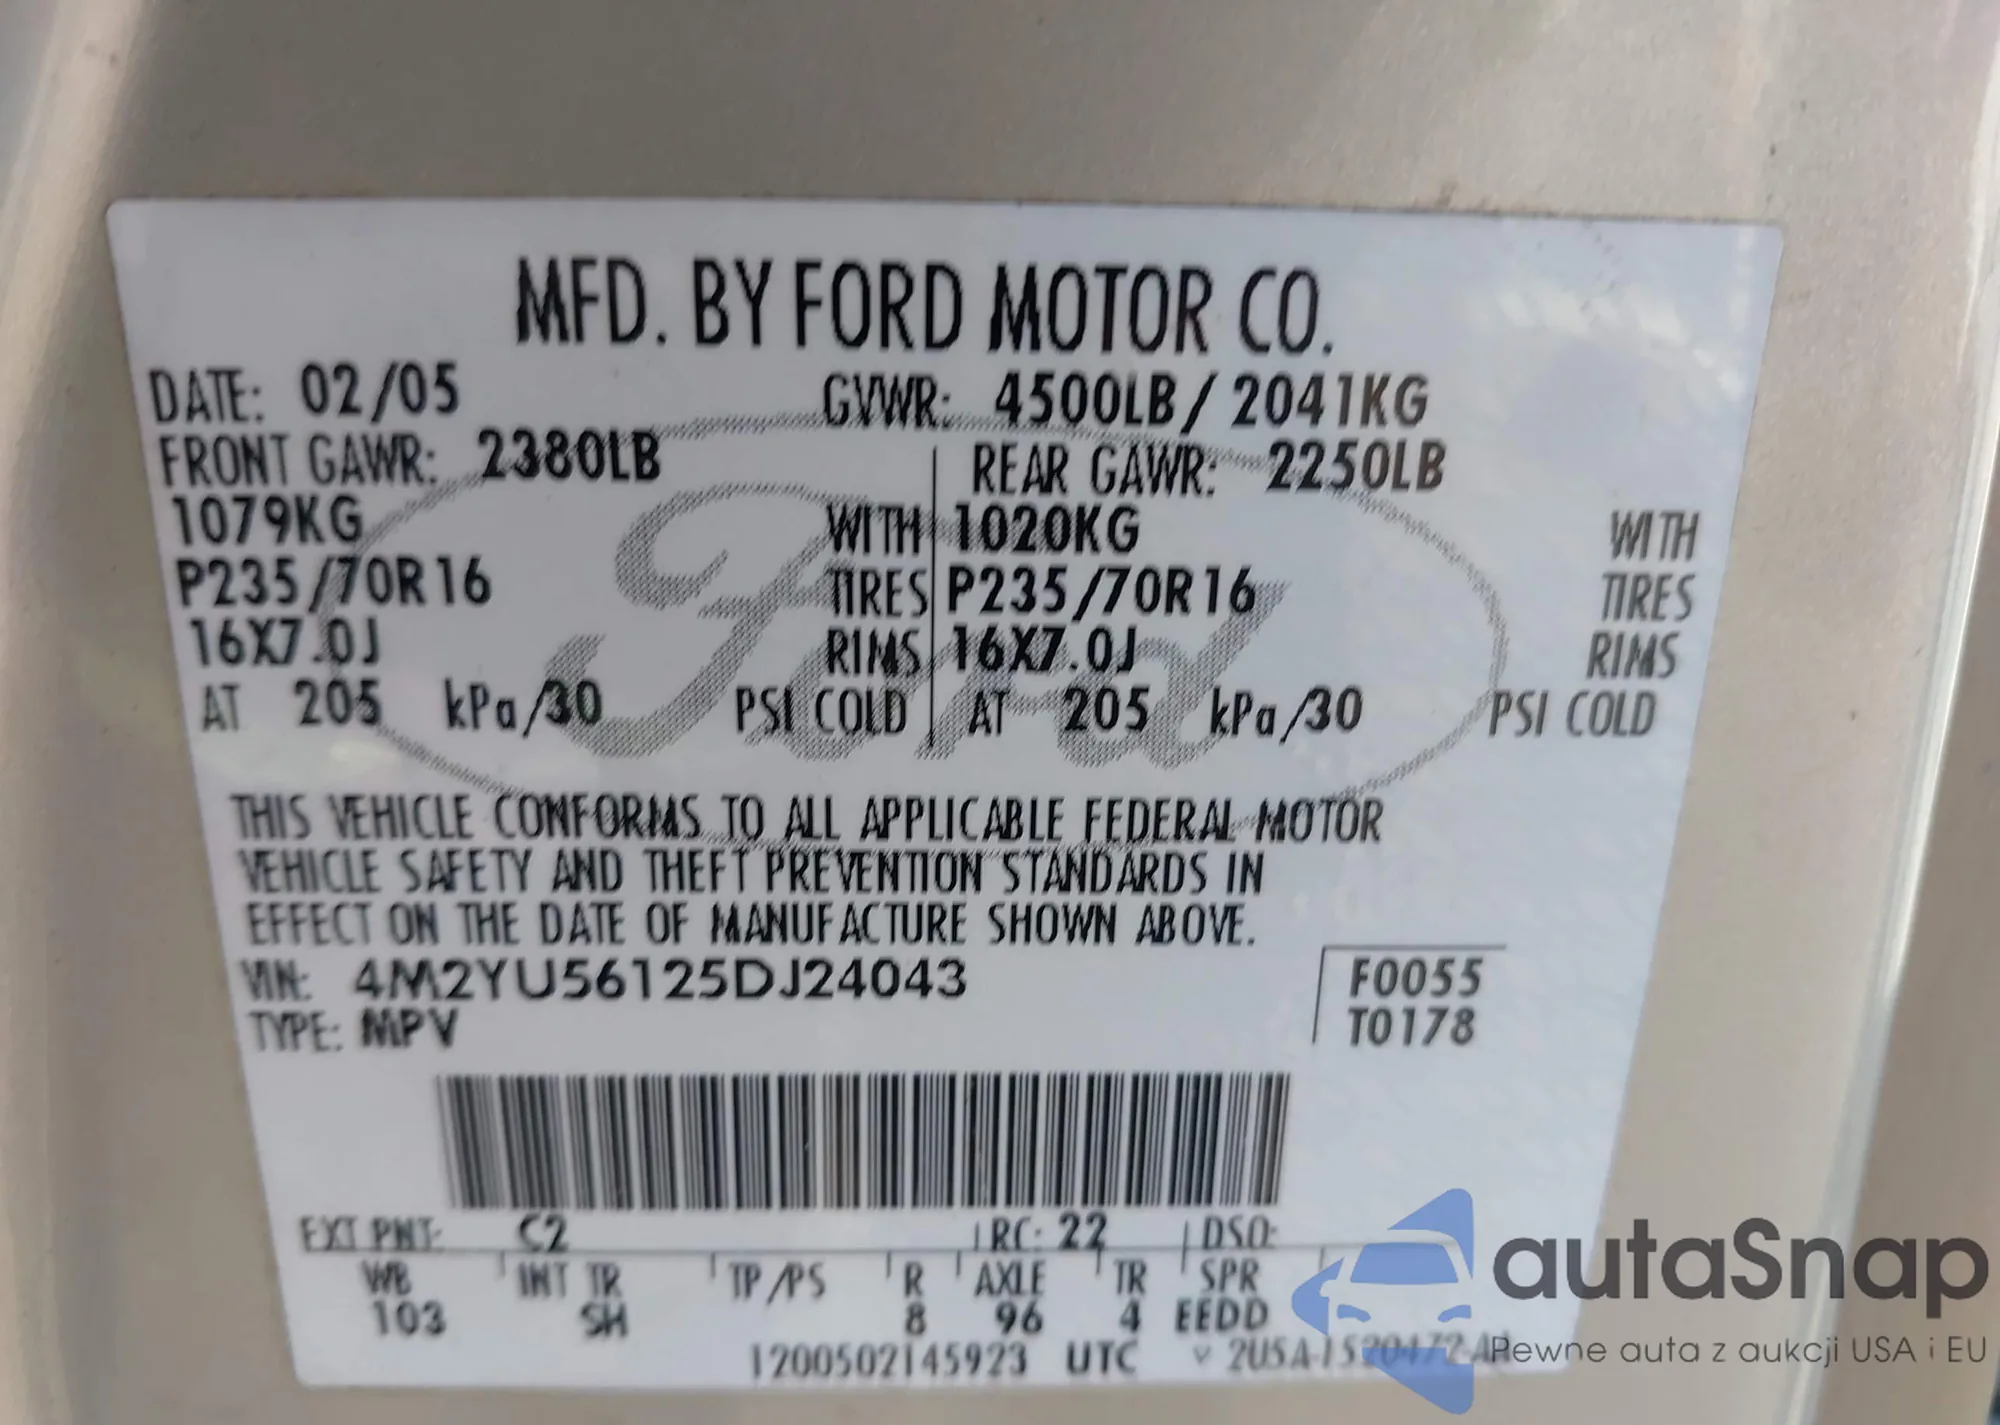 MFD. BY FORD MOTOR CO.
DATE: 02/05 GVWR: 4500LB/2041KG
FRONT GAWR: 2380LB REAR GAWR: 2250LB
1079KG WITH 1020KG WITH
P235/70R16 TIRES P235/70R16 TIRES
16X7.0J RIMS 16X7.0J RIMS
AT 205 kPa/30 PSI COLD AT 205 kPa/30 PSI COLD
Ford
THIS VEHICLE CONFORMS TO ALL APPLICABLE FEDERAL MOTOR
VEHICLE SAFETY AND THEFT PREVENTION STANDARDS IN
EFFECT ON THE DATE OF MANUFACTURE SHOWN ABOVE.
VIN: 4M2YU56125DJ24043 F0055
TYPE: MPV T0178
EXT PNT: C2 RC: 22 DSO:
WB INT TR TP/PS R AXLE TR SPR
103 SH 8 96 4 EEDD
1200502145923 UTC
autaSnap
Pewne auta z aukcji USA i EU